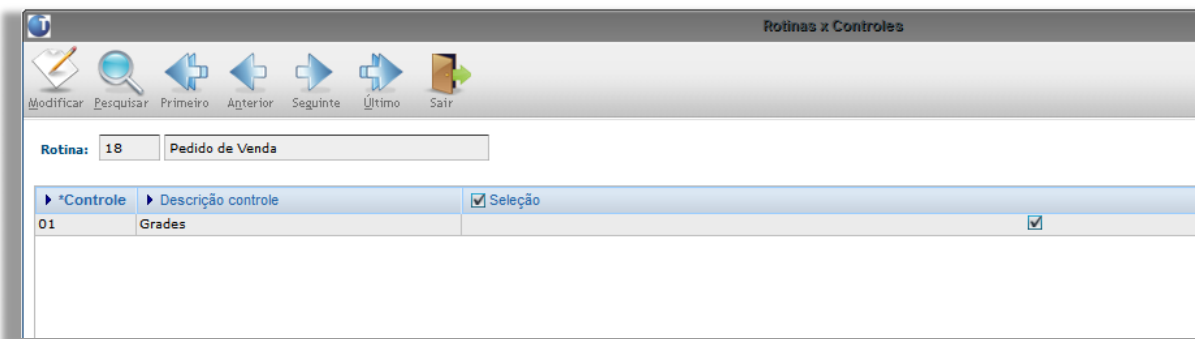 Rotinas x Controles
Modificar Pesquisar Primeiro Anterior Seguinte Último Sair
Rotina: 18 Pedido de Venda
*Controle Descrição controle Seleção
01 Grades